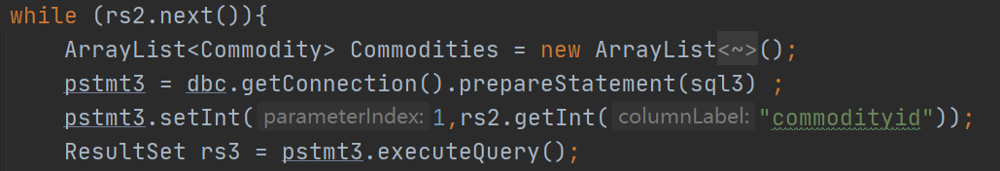 while (rs2.next()){
    ArrayList<Commodity> Commodities = new ArrayList<~>();
    pstmt3 = dbc.getConnection().prepareStatement(sql3) ;
    pstmt3.setInt( parameterIndex: 1,rs2.getInt( columnLabel: "commodityid"));
    ResultSet rs3 = pstmt3.executeQuery();